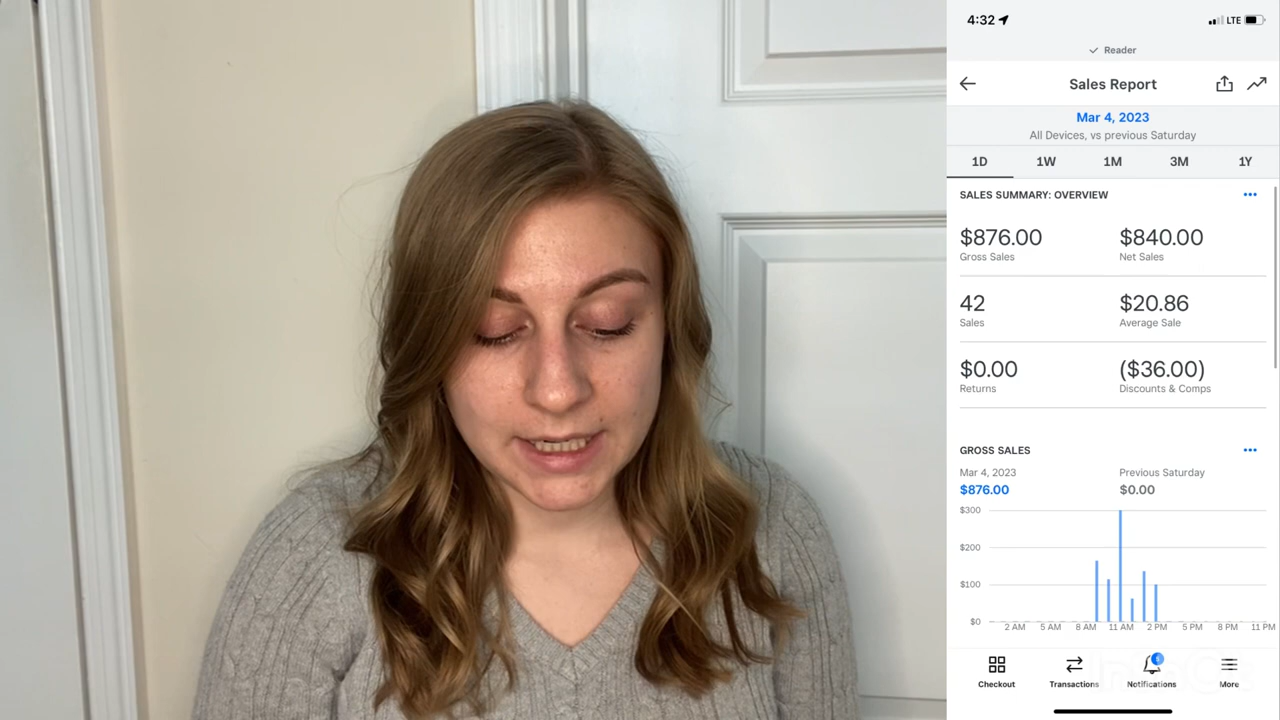 4:32
LTE
Reader
Sales Report
Mar 4, 2023
All Devices, vs previous Saturday
1D 1W 1M 3M 1Y
SALES SUMMARY: OVERVIEW
$876.00 $840.00
Gross Sales Net Sales
42 $20.86
Sales Average Sale
$0.00 ($36.00)
Returns Discounts & Comps
GROSS SALES
Mar 4, 2023 Previous Saturday
$876.00 $0.00
$300
$200
$100
$0
2 AM 5 AM 8 AM 11 AM 2 PM 5 PM 8 PM 11 PM
Checkout Transactions Notifications More